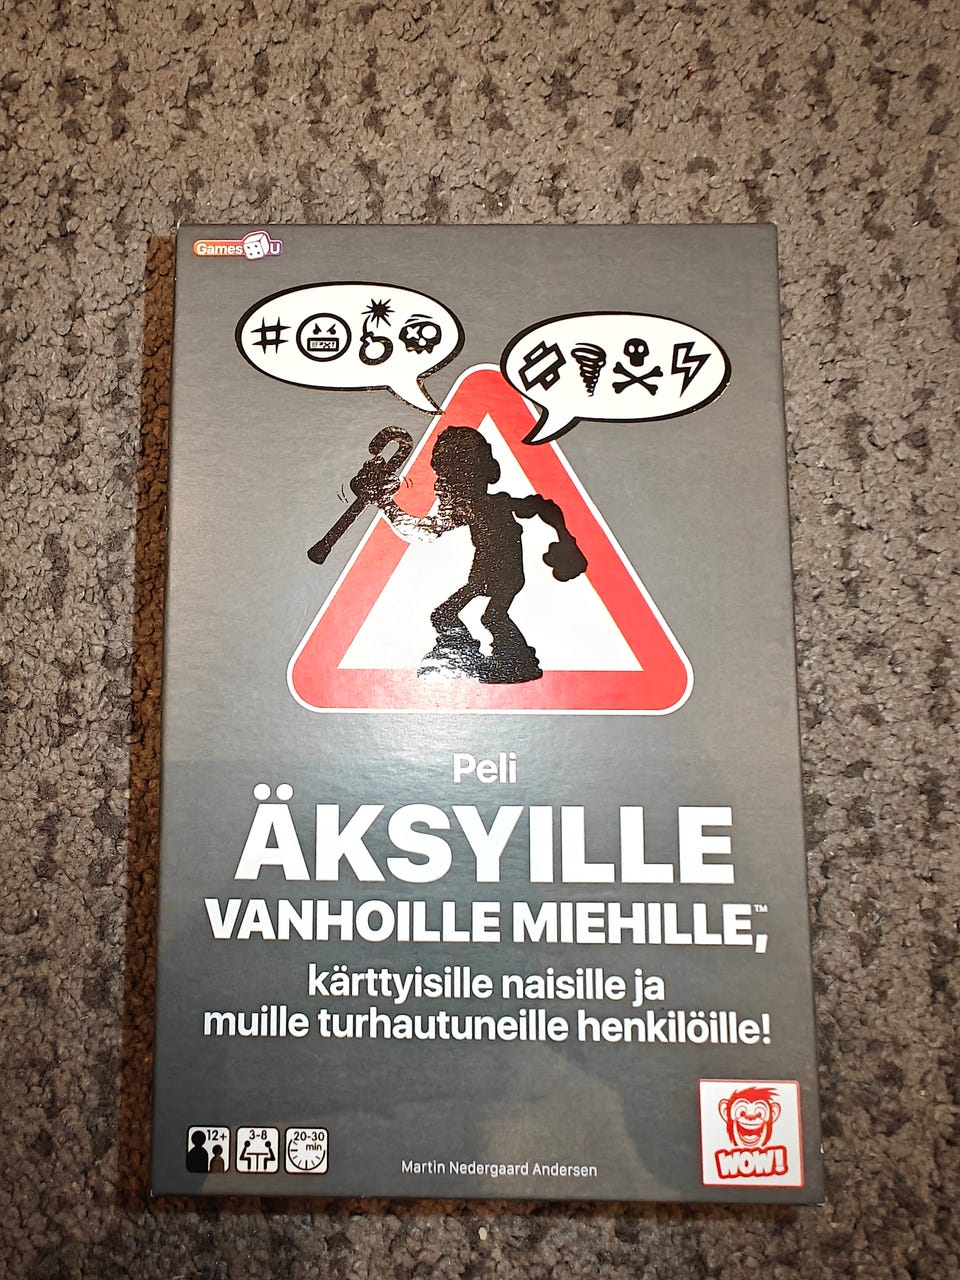 Games U
Peli
ÄKSYILLE
VANHOILLE MIEHILLE,™
kärttyisille naisille ja
muille turhautuneille henkilöille!
12+
3-8
20-30
min
Martin Nedergaard Andersen
WOW!